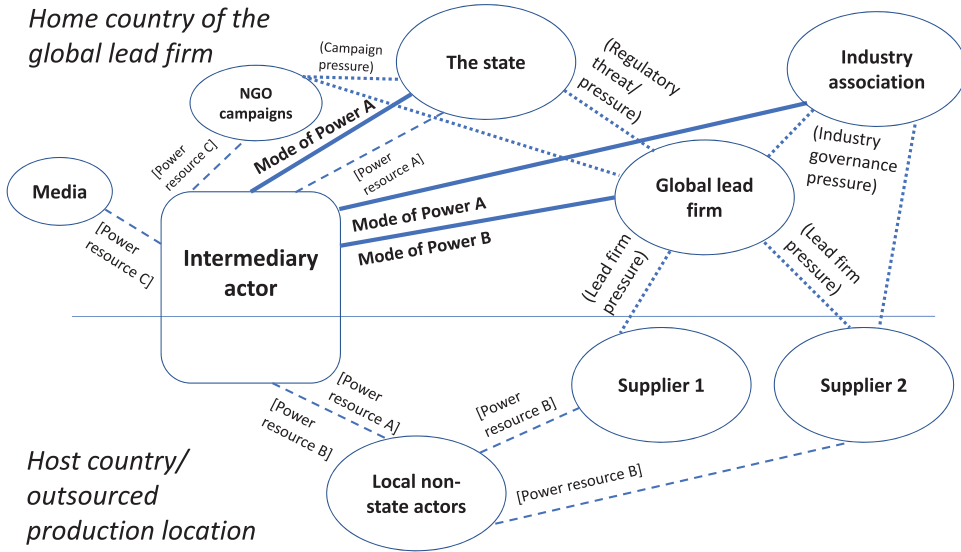 Home country of the
global lead firm
(Campaign
pressure)
The state
(Regulatory
threat/
pressure)
Industry
association
NGO
campaigns
Mode of Power A
[Power
resource C]
[Power
resource A]
(Industry
governance
pressure)
Media
Global lead
firm
Mode of Power A
Mode of Power B
[Power
resource C]
Intermediary
actor
(Lead firm
pressure)
(Lead firm
pressure)
Supplier 1
Supplier 2
[Power
resource A]
[Power
resource B]
[Power
resource B]
Host country/
outsourced
production location
Local non-
state actors
[Power resource B]